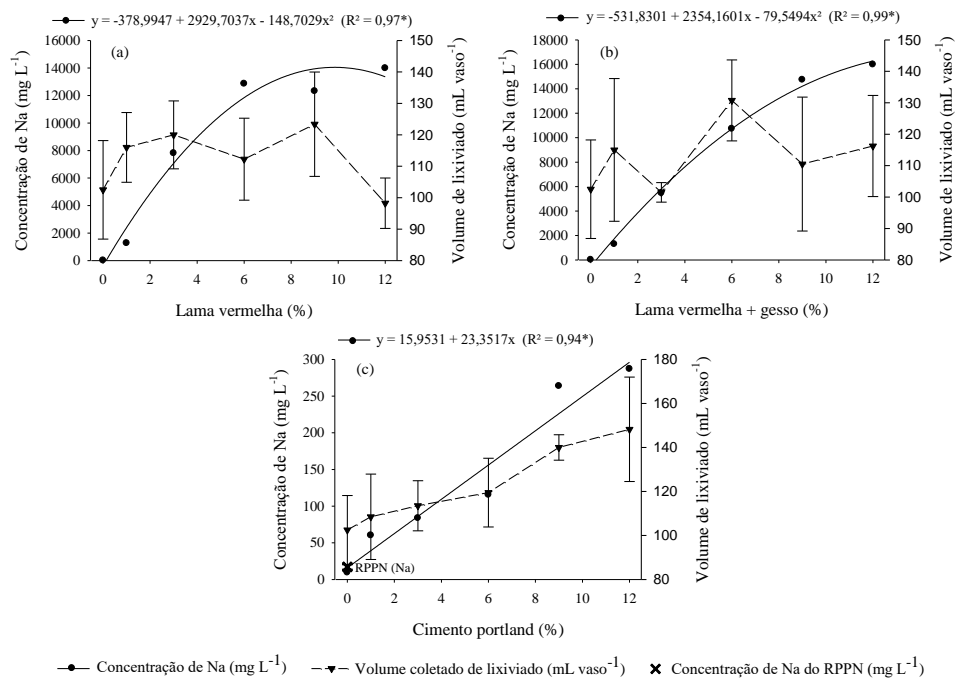 y = -378,9947 + 2929,7037x - 148,7029x² (R² = 0,97*)
(a)
Concentração de Na (mg L⁻¹)
16000
14000
12000
10000
8000
6000
4000
2000
0
150
140
130
120
110
100
90
80
Volume de lixiviado (mL vaso⁻¹)
0 2 4 6 8 10 12
Lama vermelha (%)
y = -531,8301 + 2354,1601x - 79,5494x² (R² = 0,99*)
(b)
Concentração de Na (mg L⁻¹)
18000
16000
14000
12000
10000
8000
6000
4000
2000
0
150
140
130
120
110
100
90
80
Volume de lixiviado (mL vaso⁻¹)
0 2 4 6 8 10 12
Lama vermelha + gesso (%)
y = 15,9531 + 23,3517x (R² = 0,94*)
(c)
Concentração de Na (mg L⁻¹)
300
250
200
150
100
50
0
RPPN (Na)
180
160
140
120
100
80
Volume de lixiviado (mL vaso⁻¹)
0 2 4 6 8 10 12
Cimento portland (%)
Concentração de Na (mg L⁻¹) Volume coletado de lixiviado (mL vaso⁻¹) Concentração de Na do RPPN (mg L⁻¹)